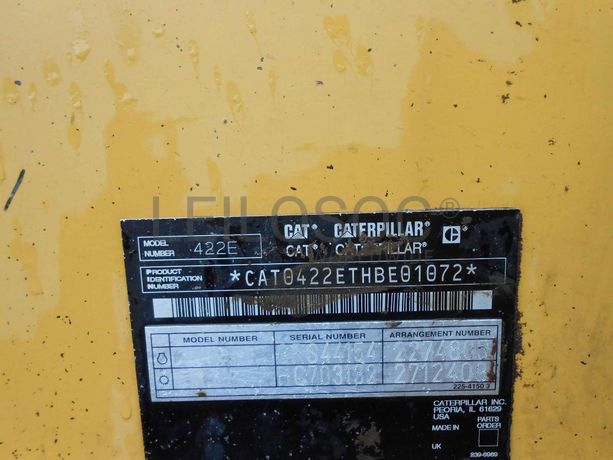 LEILOSOC®
CAT® CATERPILLAR®
MODEL NUMBER 422E CAT® CATERPILLAR®
PRODUCT IDENTIFICATION NUMBER *CAT0422ETHBE01072*
MODEL NUMBER SERIAL NUMBER ARRANGEMENT NUMBER
225-4150 3
CATERPILLAR INC.
PEORIA, IL 61629
USA
MADE IN PARTS ORDER
UK
239-6989